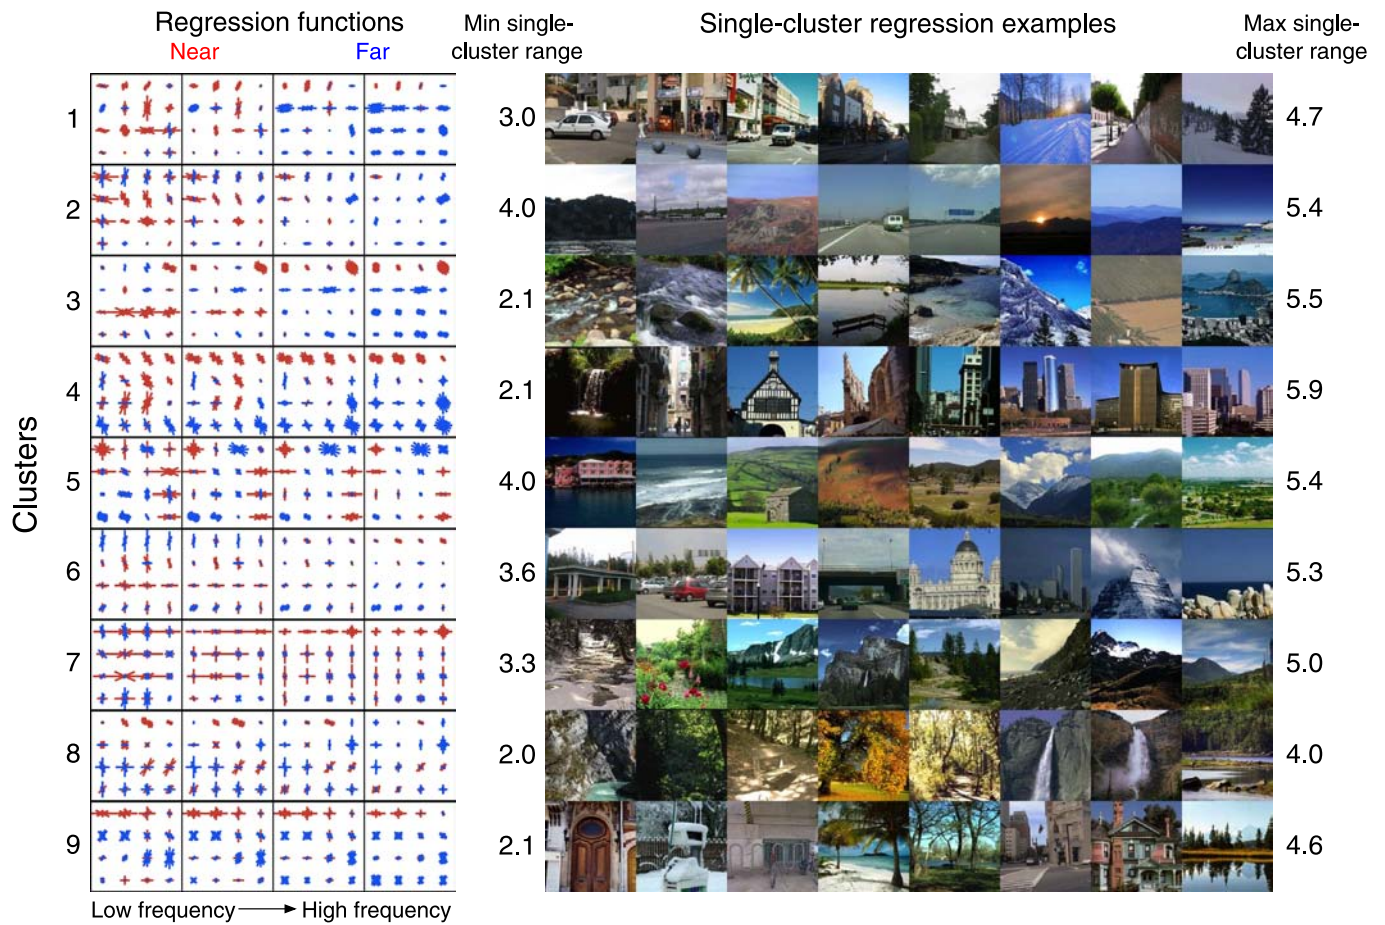 Regression functions
Near Far
Min single-
cluster range
Single-cluster regression examples
Max single-
cluster range
Clusters
1 3.0 4.7
2 4.0 5.4
3 2.1 5.5
4 2.1 5.9
5 4.0 5.4
6 3.6 5.3
7 3.3 5.0
8 2.0 4.0
9 2.1 4.6
Low frequency High frequency